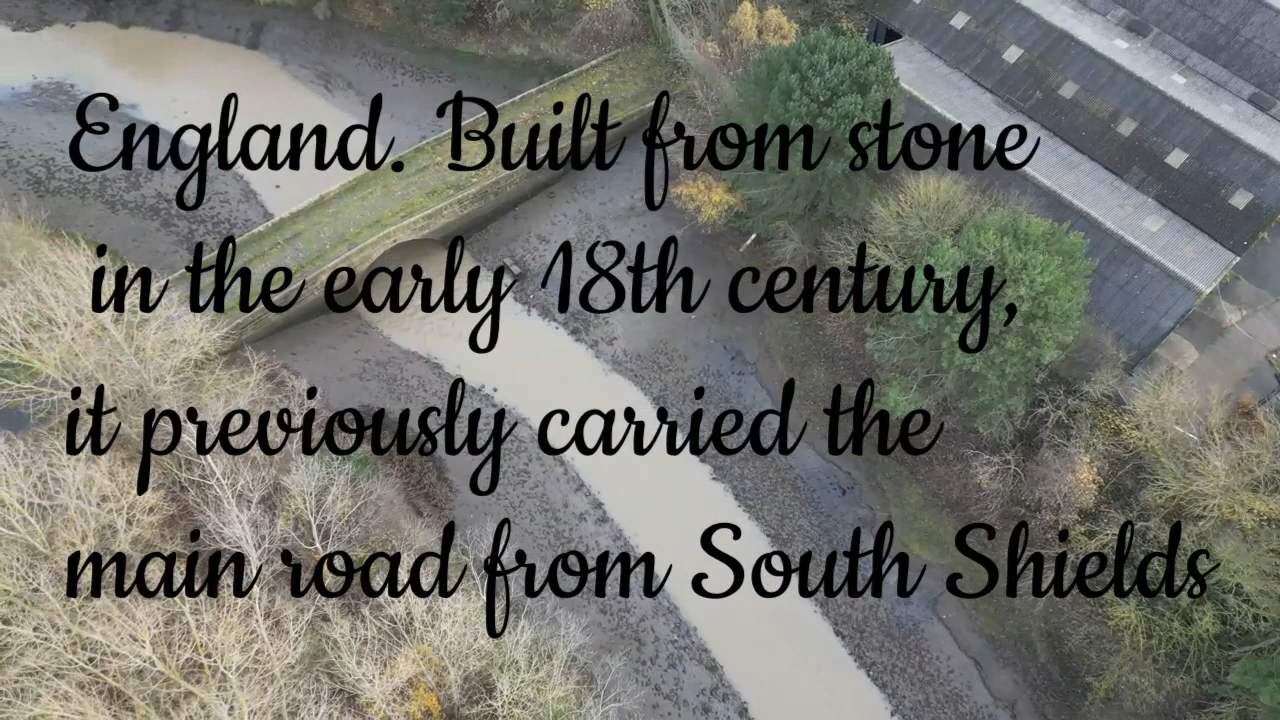 England. Built from stone
in the early 18th century,
it previously carried the
main road from South Shields